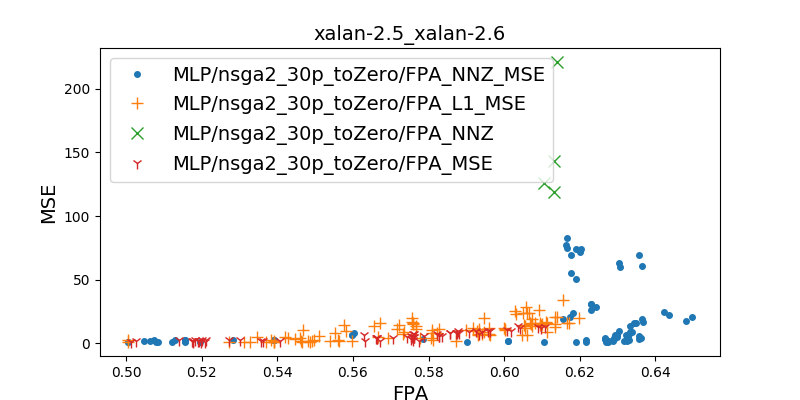 xalan-2.5_xalan-2.6
MLP/nsga2_30p_toZero/FPA_NNZ_MSE
MLP/nsga2_30p_toZero/FPA_L1_MSE
MLP/nsga2_30p_toZero/FPA_NNZ
MLP/nsga2_30p_toZero/FPA_MSE
MSE
200
150
100
50
0
0.50 0.52 0.54 0.56 0.58 0.60 0.62 0.64
FPA